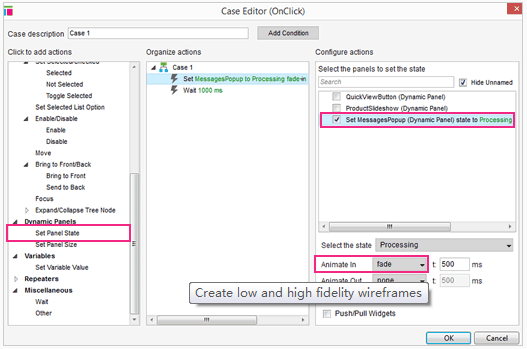 Case Editor (OnClick)
Case description Case 1 Add Condition
Click to add actions
Set Selected/Checked
Selected
Not Selected
Toggle Selected
Set Selected List Option
Enable/Disable
Enable
Disable
Move
Bring to Front/Back
Bring to Front
Send to Back
Focus
Expand/Collapse Tree Node
Dynamic Panels
Set Panel State
Set Panel Size
Variables
Set Variable Value
Repeaters
Miscellaneous
Wait
Other
Organize actions
Case 1
Set MessagesPopup to Processing fade-in
Wait 1000 ms
Configure actions
Select the panels to set the state
Search Hide Unnamed
QuickViewButton (Dynamic Panel)
ProductSlideshow (Dynamic Panel)
Set MessagesPopup (Dynamic Panel) state to Processing
Select the state Processing
Animate In fade t: 500 ms
Animate Out none t: 500 ms
Create low and high fidelity wireframes
Push/Pull Widgets
OK Cancel